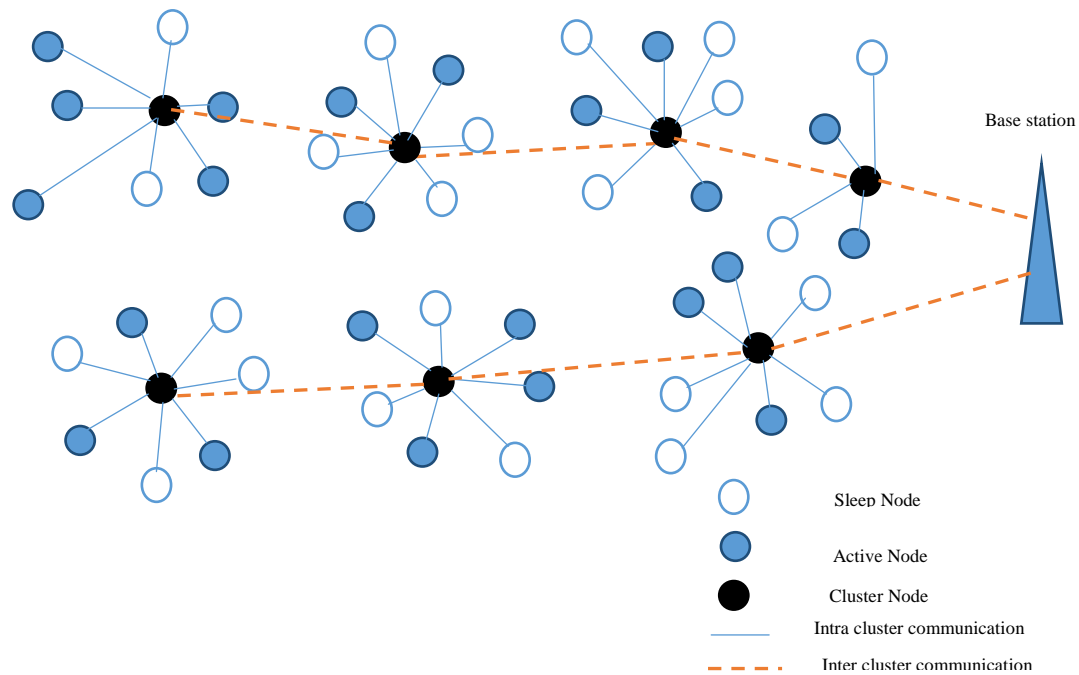 Base station
Sleep Node
Active Node
Cluster Node
Intra cluster communication
Inter cluster communication